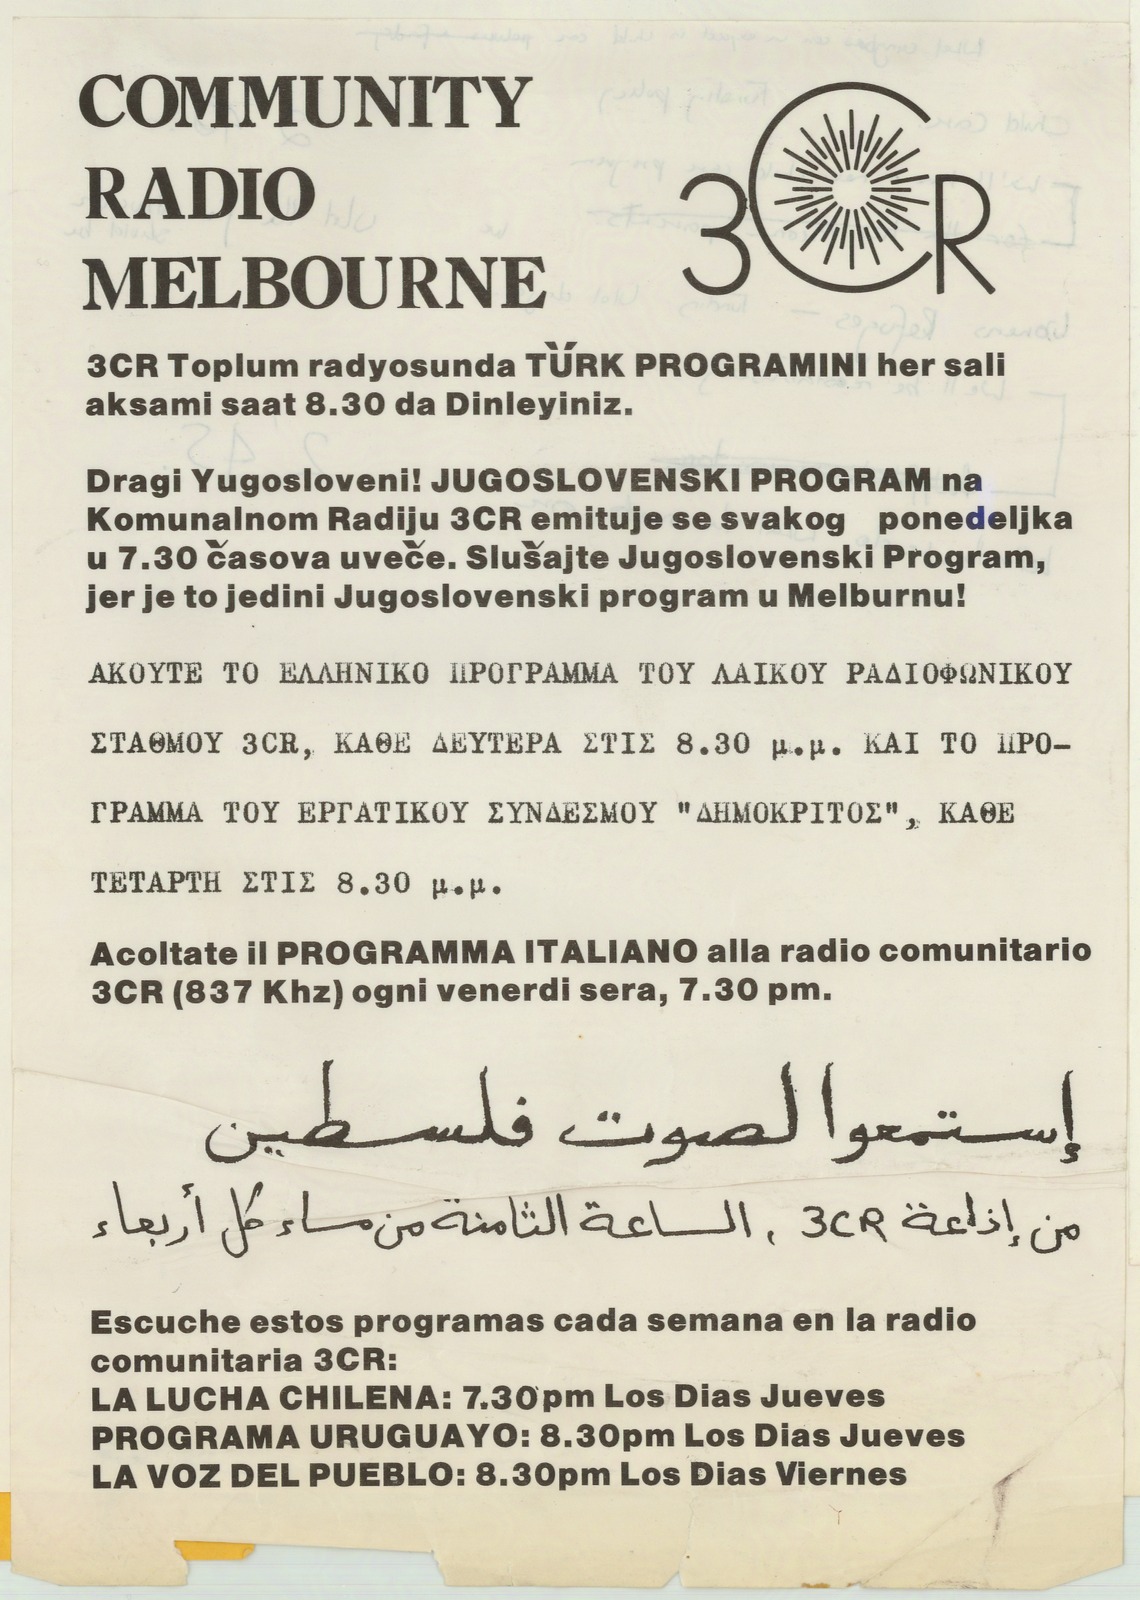 COMMUNITY
RADIO
MELBOURNE
3CR
3CR Toplum radyosunda TÜRK PROGRAMINI her sali
aksami saat 8.30 da Dinleyiniz.
Dragi Yugosloveni! JUGOSLOVENSKI PROGRAM na
Komunalnom Radiju 3CR emituje se svakog ponedeljka
u 7.30 časova uveče. Slušajte Jugoslovenski Program,
jer je to jedini Jugoslovenski program u Melburnu!
ΑΚΟΥΤΕ ΤΟ ΕΛΛΗΝΙΚΟ ΠΡΟΓΡΑΜΜΑ ΤΟΥ ΛΑΙΚΟΥ ΡΑΔΙΟΦΩΝΙΚΟΥ
ΣΤΑΘΜΟΥ 3CR, ΚΑΘΕ ΔΕΥΤΕΡΑ ΣΤΙΣ 8.30 μ.μ. ΚΑΙ ΤΟ ΠΡΟ-
ΓΡΑΜΜΑ ΤΟΥ ΕΡΓΑΤΙΚΟΥ ΣΥΝΔΕΣΜΟΥ "ΔΗΜΟΚΡΙΤΟΣ", ΚΑΘΕ
ΤΕΤΑΡΤΗ ΣΤΙΣ 8.30 μ.μ.
Acoltate il PROGRAMMA ITALIANO alla radio comunitario
3CR (837 Khz) ogni venerdi sera, 7.30 pm.
إستمعوا لصوت فلسطين
من إذاعة 3CR ، الساعة الثامنة من مساء كل أربعاء
Escuche estos programas cada semana en la radio
comunitaria 3CR:
LA LUCHA CHILENA: 7.30pm Los Dias Jueves
PROGRAMA URUGUAYO: 8.30pm Los Dias Jueves
LA VOZ DEL PUEBLO: 8.30pm Los Dias Viernes